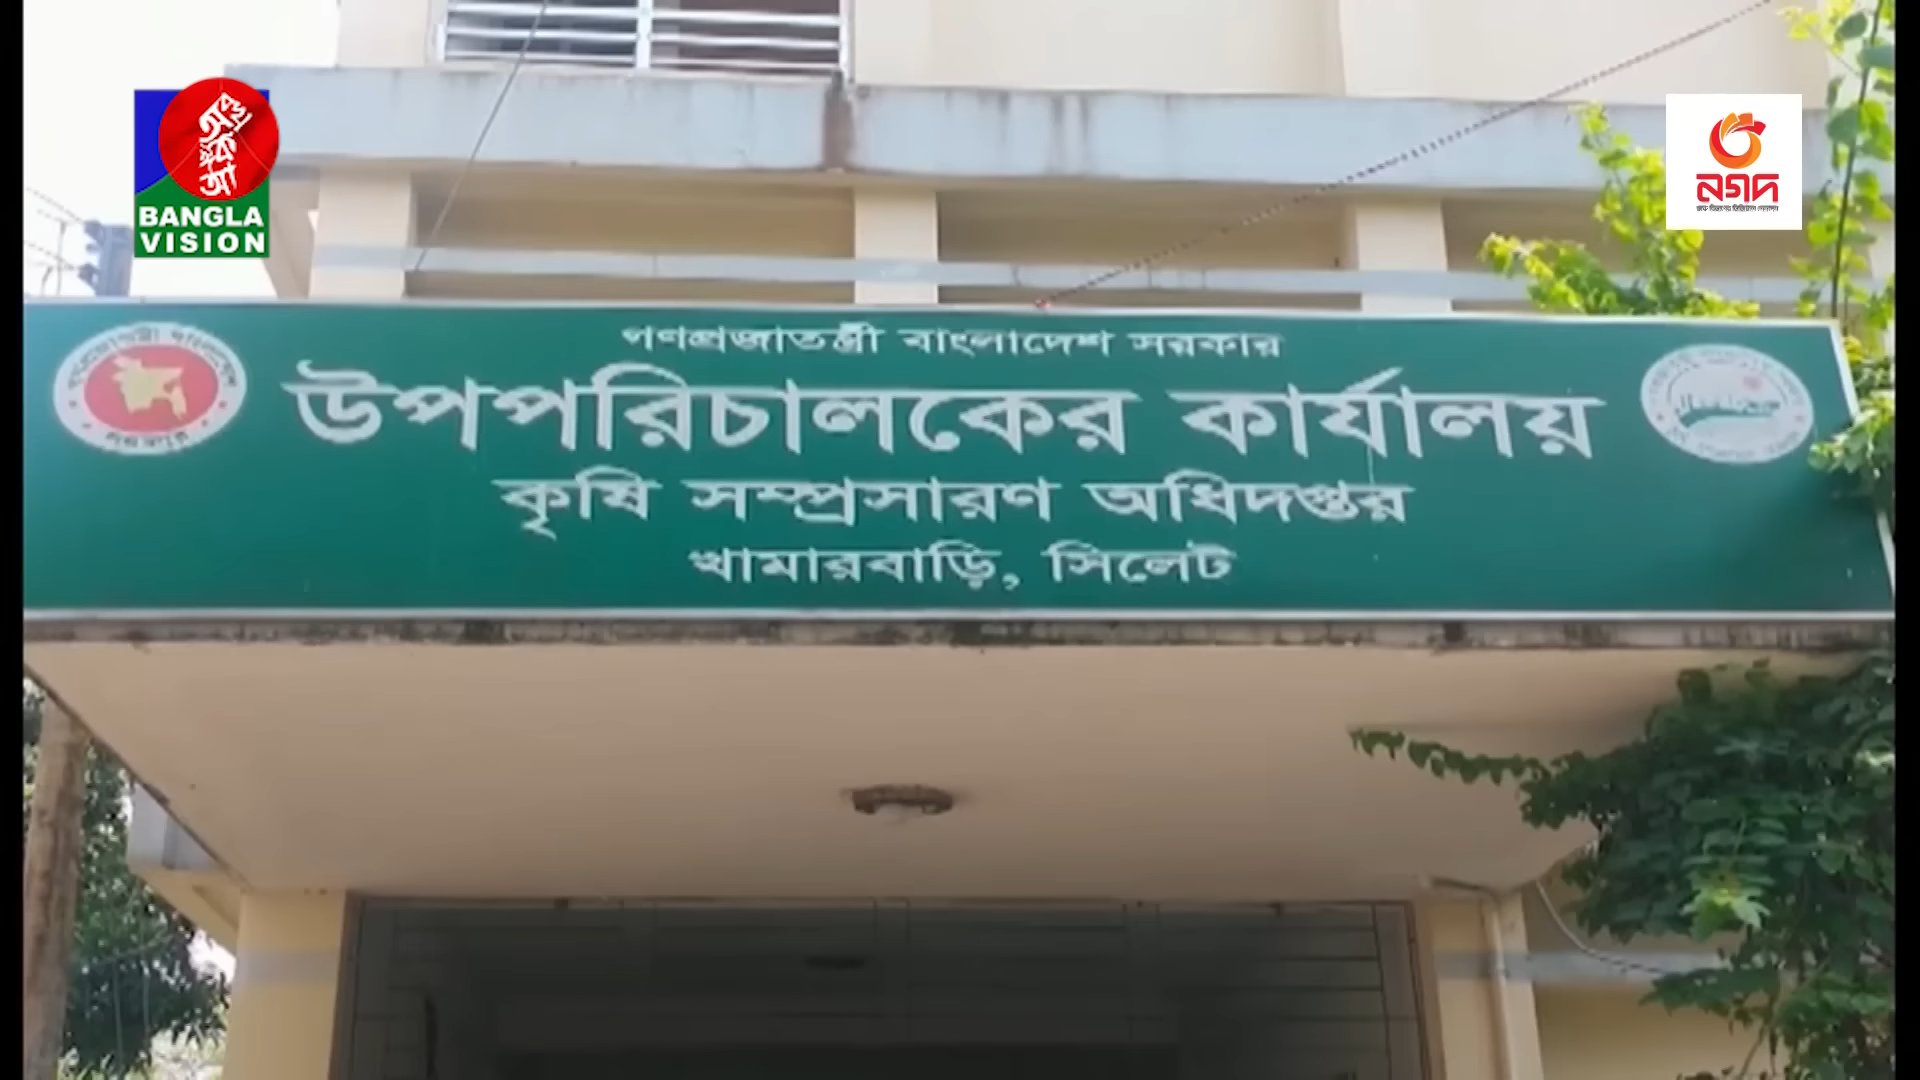 BANGLA
VISION
নগদ
গণপ্রজাতন্ত্রী বাংলাদেশ সরকার
উপপরিচালকের কার্যালয়
কৃষি সম্প্রসারণ অধিদপ্তর
খামারবাড়ি, সিলেট